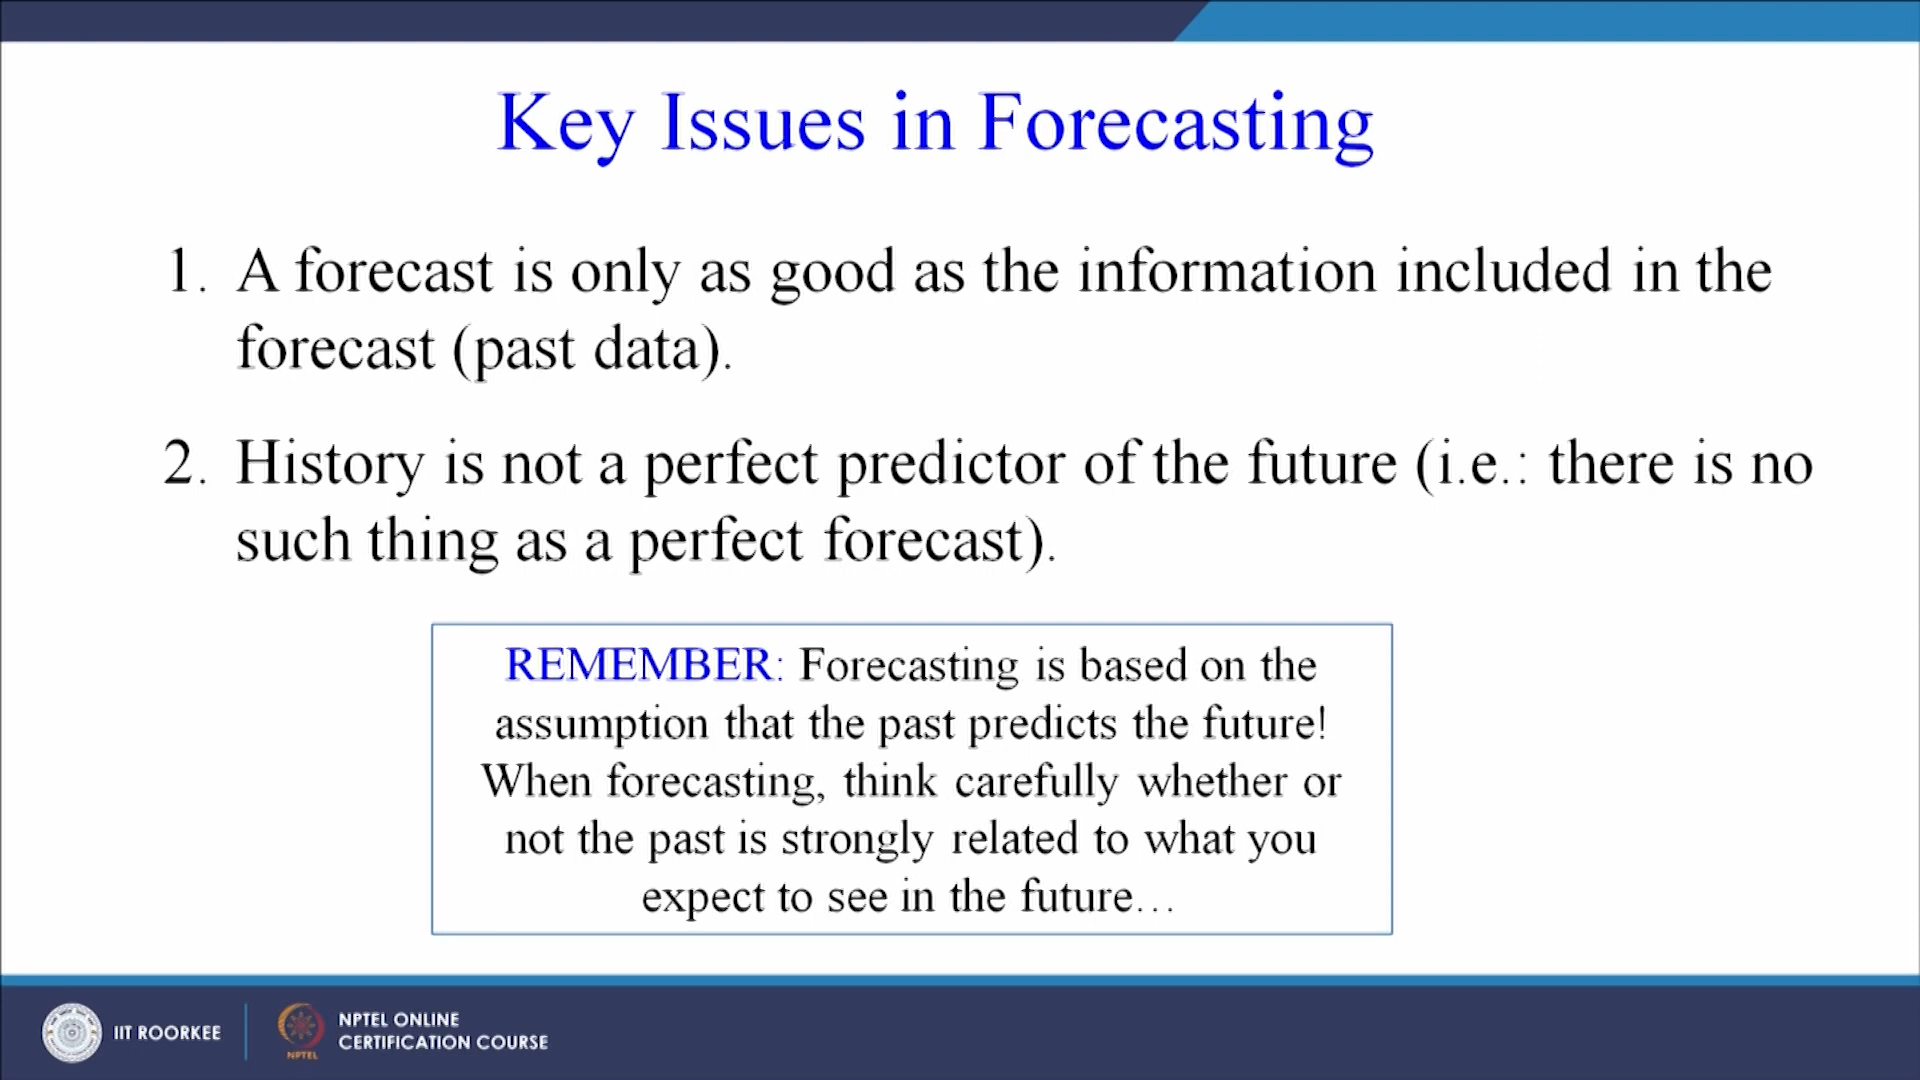 Key Issues in Forecasting
1. A forecast is only as good as the information included in the
forecast (past data).
2. History is not a perfect predictor of the future (i.e.: there is no
such thing as a perfect forecast).
REMEMBER: Forecasting is based on the
assumption that the past predicts the future!
When forecasting, think carefully whether or
not the past is strongly related to what you
expect to see in the future…
IIT ROORKEE
NPTEL
NPTEL ONLINE
CERTIFICATION COURSE